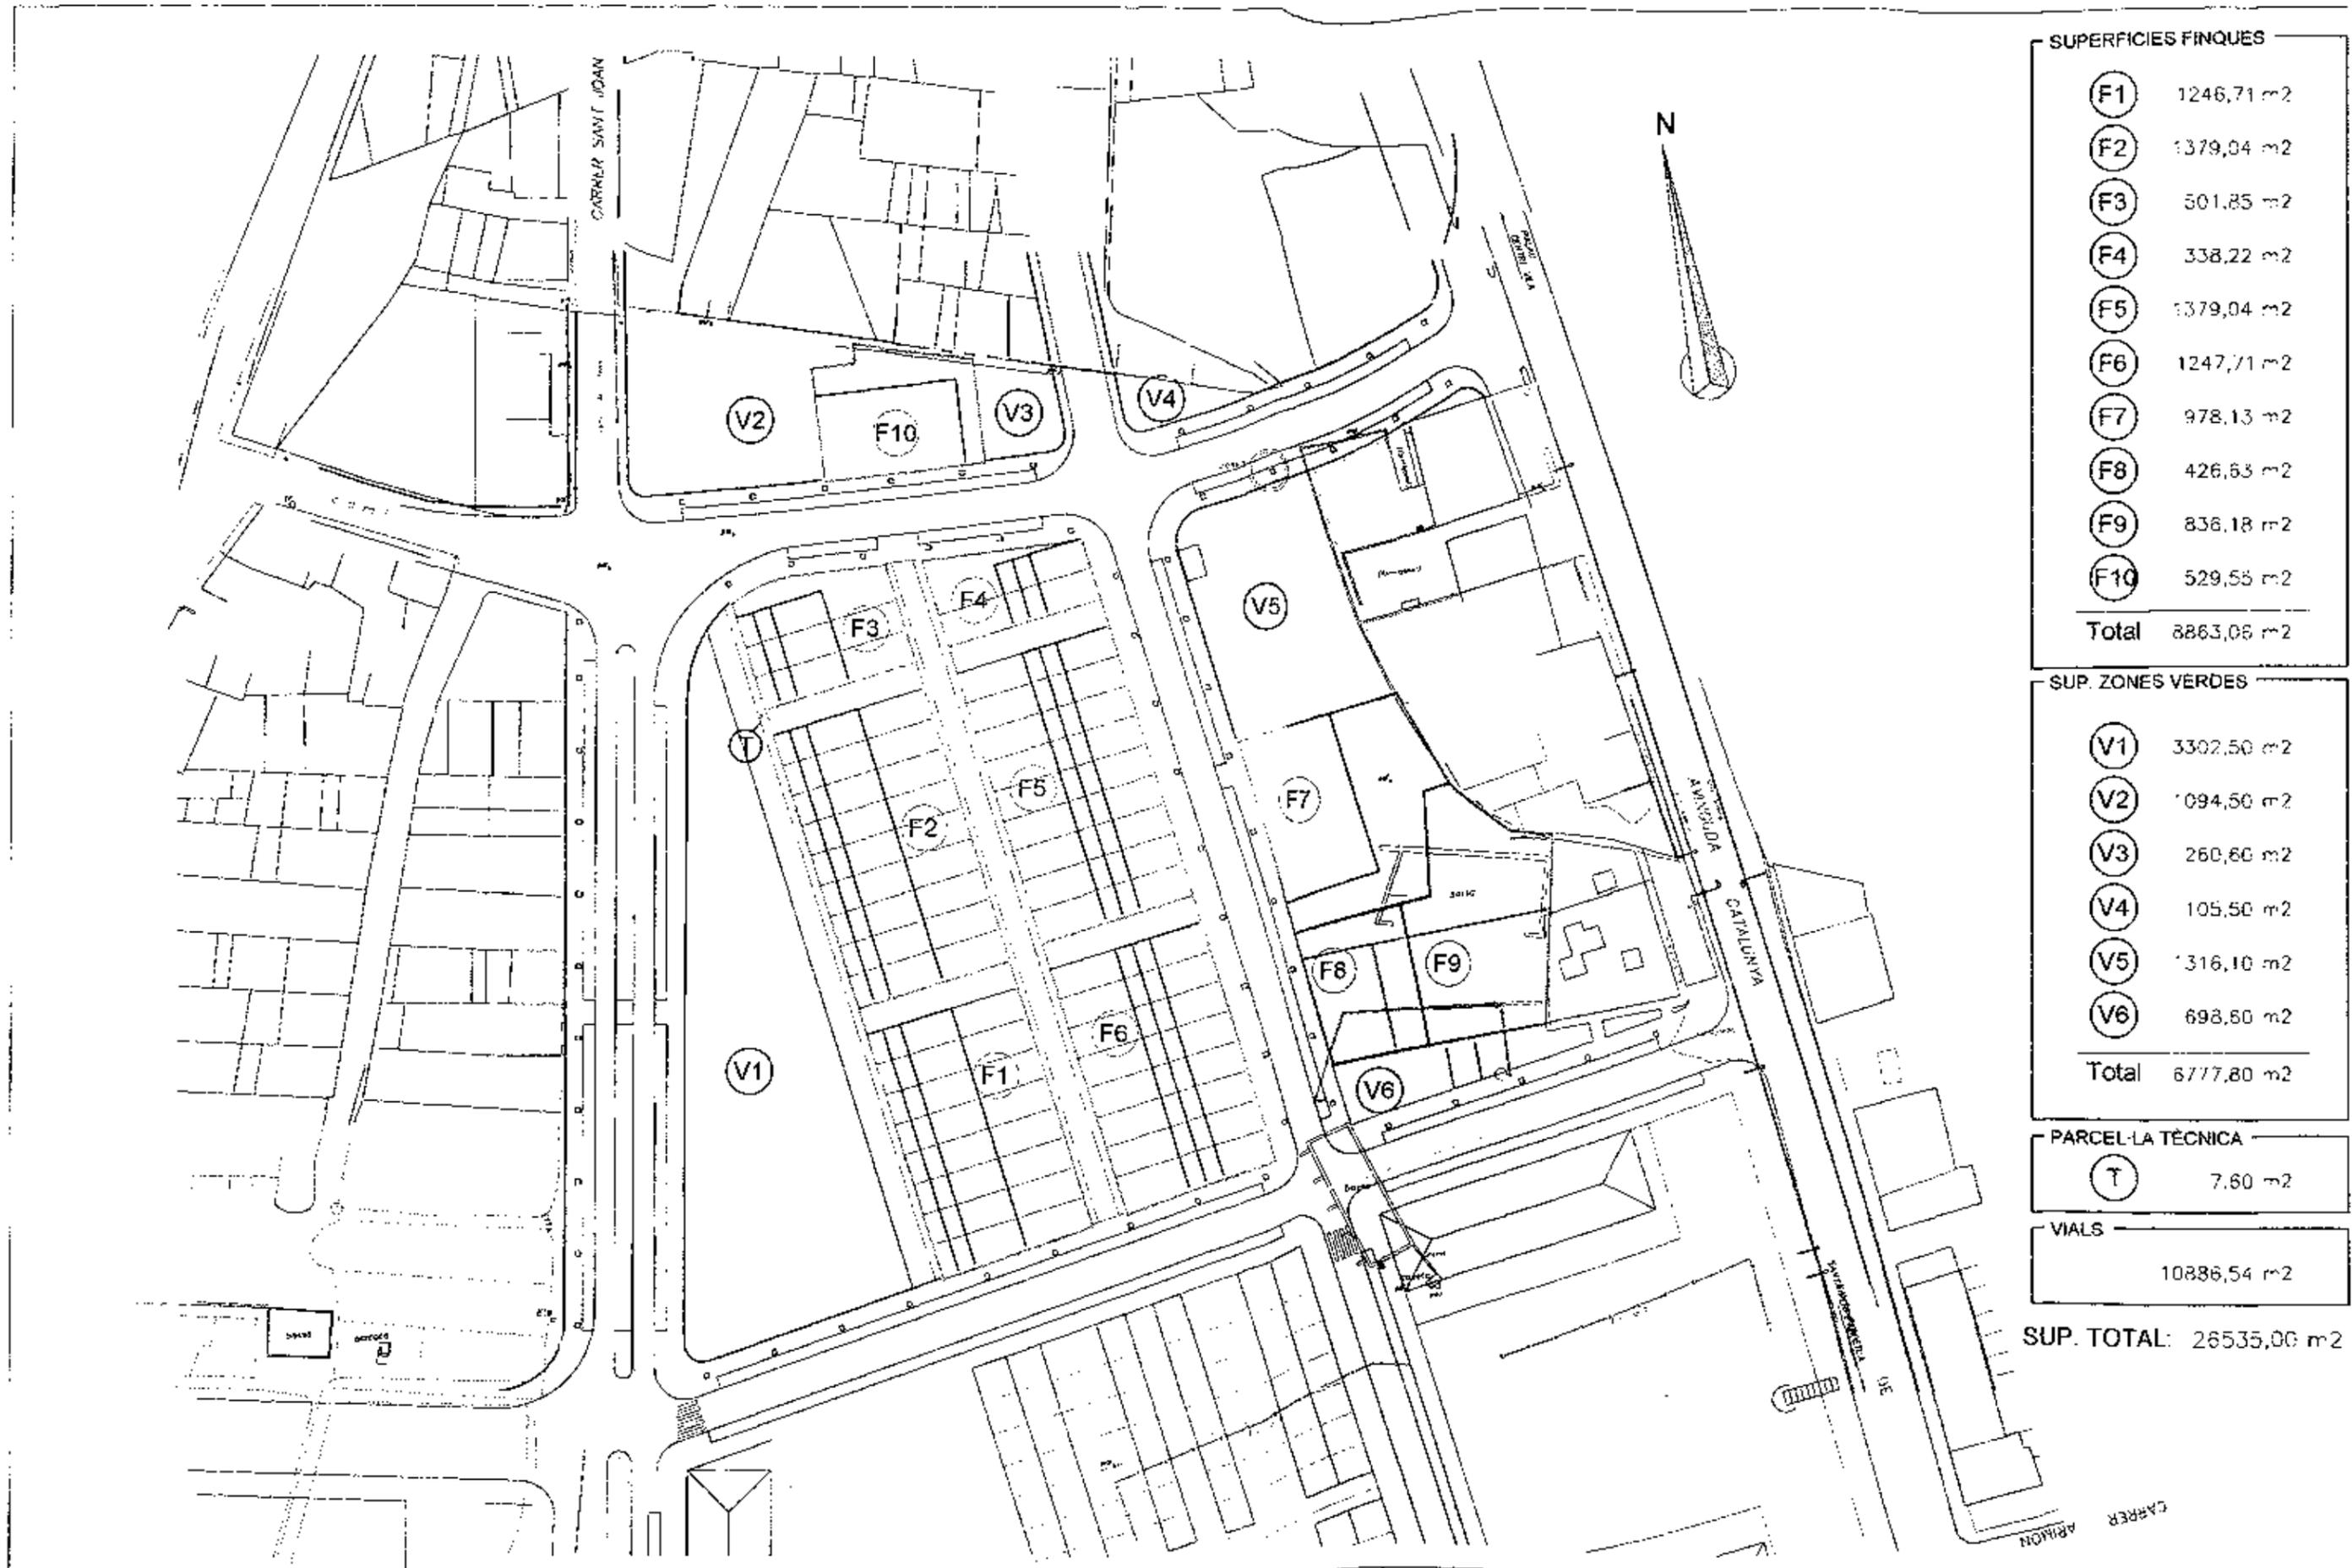 CARRER SANT JOAN
N
V2
F10
V3
V4
camí
F4
F3
V5
T
F5
F2
F7
F8
F9
F6
F1
V1
V6
AVINGUDA
CATALUNYA
DE
CARRER
ARIMON
SUPERFICIES FINQUES
F1 1246,71 m2
F2 1379,04 m2
F3 501,85 m2
F4 338,22 m2
F5 1379,04 m2
F6 1247,71 m2
F7 978,13 m2
F8 426,63 m2
F9 836,18 m2
F10 529,55 m2
Total 8863,06 m2
SUP. ZONES VERDES
V1 3302,50 m2
V2 1094,50 m2
V3 260,60 m2
V4 105,50 m2
V5 1316,10 m2
V6 698,60 m2
Total 6777,80 m2
PARCEL·LA TÈCNICA
T 7,60 m2
VIALS
10886,54 m2
SUP. TOTAL: 26535,00 m2